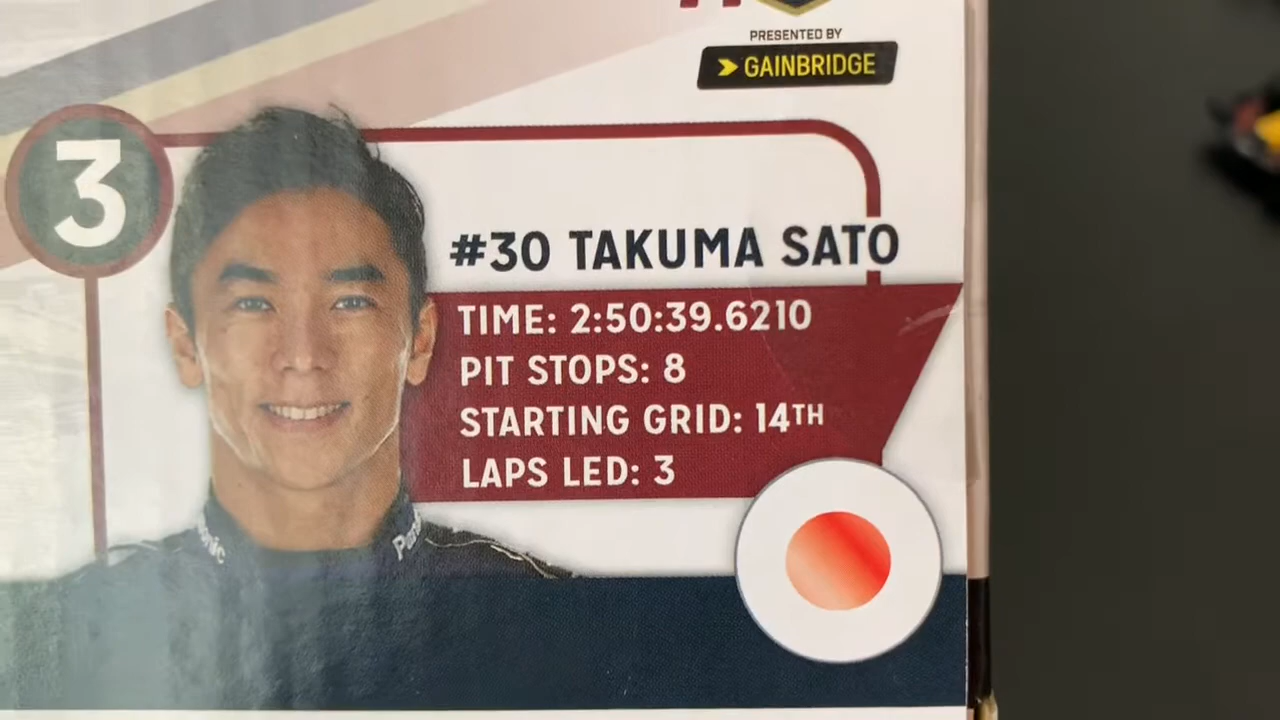 PRESENTED BY
GAINBRIDGE
3
#30 TAKUMA SATO
TIME: 2:50:39.6210
PIT STOPS: 8
STARTING GRID: 14TH
LAPS LED: 3